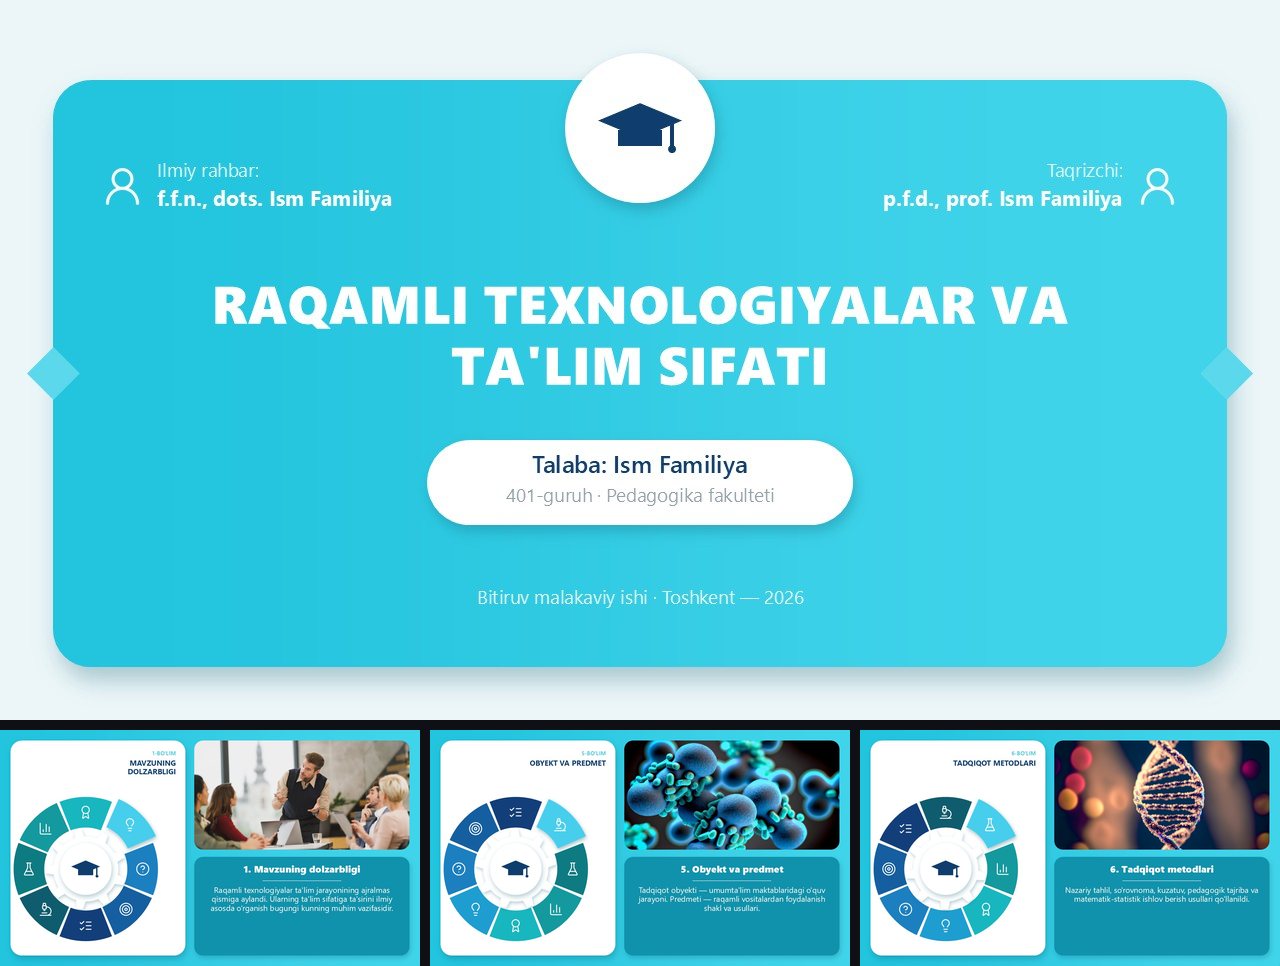 Ilmiy rahbar:
f.f.n., dots. Ism Familiya
Taqrizchi:
p.f.d., prof. Ism Familiya
RAQAMLI TEXNOLOGIYALAR VA
TA'LIM SIFATI
Talaba: Ism Familiya
401-guruh · Pedagogika fakulteti
Bitiruv malakaviy ishi · Toshkent — 2026
1-BO'LIM
MAVZUNING
DOLZARBLIGI
1. Mavzuning dolzarbligi
Raqamli texnologiyalar ta'lim jarayonining ajralmas
qismiga aylandi. Ularning ta'lim sifatiga ta'sirini ilmiy
asosda o'rganish bugungi kunning muhim vazifasidir.
5-BO'LIM
OBYEKT VA PREDMET
5. Obyekt va predmet
Tadqiqot obyekti — umumta'lim maktablaridagi o'quv
jarayoni. Predmeti — raqamli vositalardan foydalanish
shakl va usullari.
6-BO'LIM
TADQIQOT METODLARI
6. Tadqiqot metodlari
Nazariy tahlil, so'rovnoma, kuzatuv, pedagogik tajriba va
matematik-statistik ishlov berish usullari qo'llanildi.